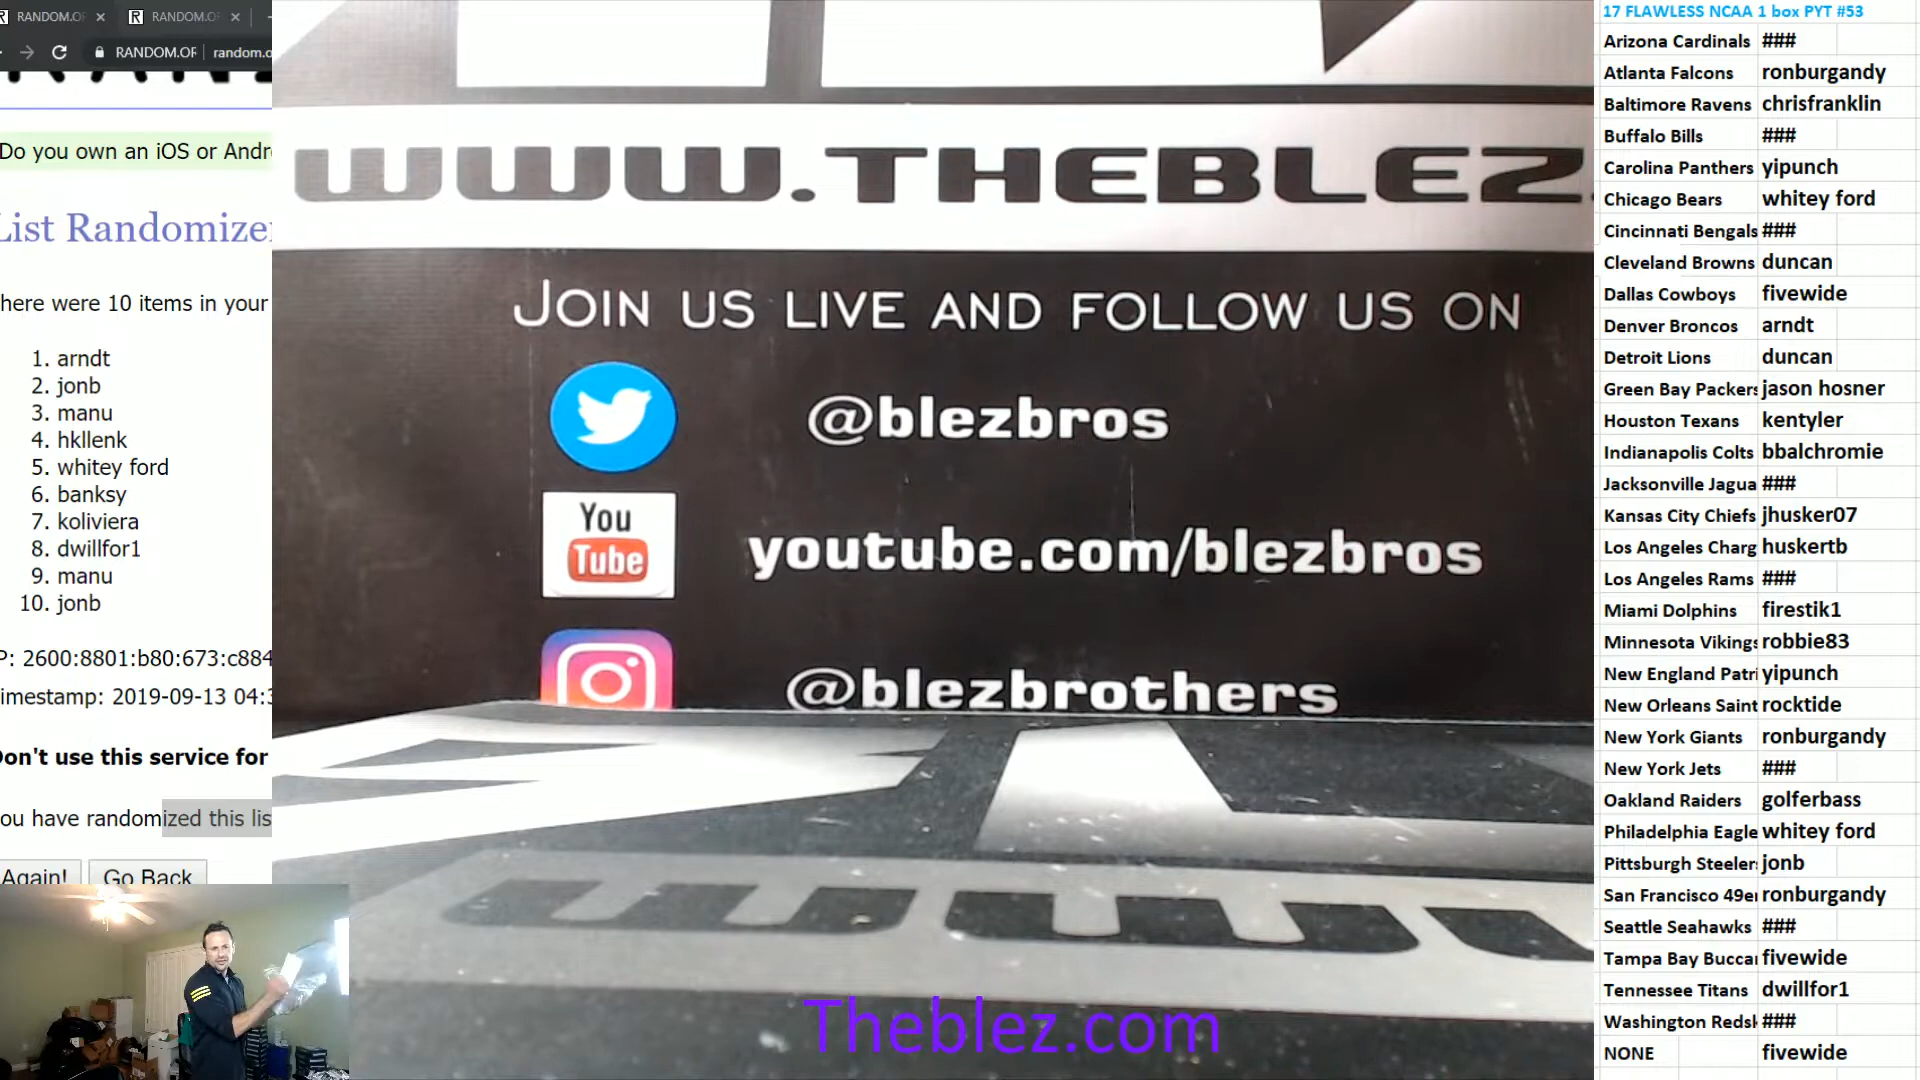 RANDOM.OR
RANDOM.OR
RANDOM.OR
random.o
Do you own an iOS or Andr
List Randomize
here were 10 items in your
1. arndt
2. jonb
3. manu
4. hkllenk
5. whitey ford
6. banksy
7. koliviera
8. dwillfor1
9. manu
10. jonb
P: 2600:8801:b80:673:c884
imestamp: 2019-09-13 04:3
Don't use this service for
ou have randomized this lis
Again!
Go Back
WWW.THEBLEZ.
JOIN US LIVE AND FOLLOW US ON
@blezbros
You
Tube
youtube.com/blezbros
@blezbrothers
Theblez.com
17 FLAWLESS NCAA 1 box PYT #53
Arizona Cardinals ###
Atlanta Falcons ronburgandy
Baltimore Ravens chrisfranklin
Buffalo Bills ###
Carolina Panthers yipunch
Chicago Bears whitey ford
Cincinnati Bengals ###
Cleveland Browns duncan
Dallas Cowboys fivewide
Denver Broncos arndt
Detroit Lions duncan
Green Bay Packers jason hosner
Houston Texans kentyler
Indianapolis Colts bbalchromie
Jacksonville Jagua ###
Kansas City Chiefs jhusker07
Los Angeles Charg huskertb
Los Angeles Rams ###
Miami Dolphins firestik1
Minnesota Vikings robbie83
New England Patri yipunch
New Orleans Saint rocktide
New York Giants ronburgandy
New York Jets ###
Oakland Raiders golferbass
Philadelphia Eagle whitey ford
Pittsburgh Steelers jonb
San Francisco 49e ronburgandy
Seattle Seahawks ###
Tampa Bay Bucca fivewide
Tennessee Titans dwillfor1
Washington Redsk ###
NONE fivewide